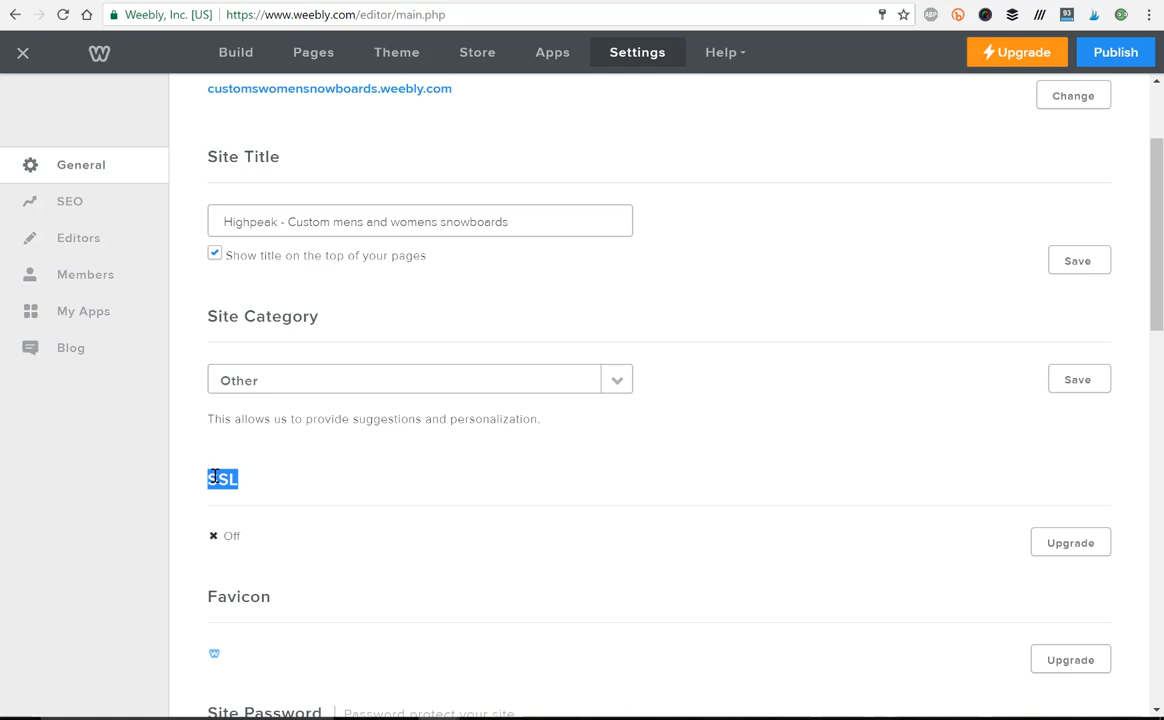 Weebly, Inc. [US] https://www.weebly.com/editor/main.php
ABP
93
Build Pages Theme Store Apps Settings Help Upgrade Publish
customswomensnowboards.weebly.com
Change
General
SEO
Editors
Members
My Apps
Blog
Site Title
Highpeak - Custom mens and womens snowboards
Show title on the top of your pages
Save
Site Category
Other
Save
This allows us to provide suggestions and personalization.
SSL
Off
Upgrade
Favicon
Upgrade
Site Password | Password protect your site